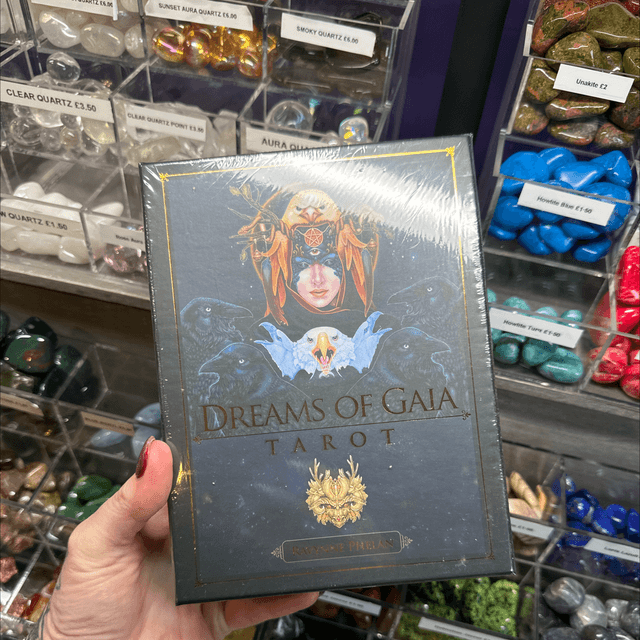 SUNSET AURA QUARTZ £6.00
SMOKY QUARTZ £6.50
CLEAR QUARTZ £3.50
CLEAR QUARTZ POINT £3.50
AURA QUARTZ
QUARTZ £1.50
Unakite £2
Howlite Blue £1.50
Howlite Turq £1.50
DREAMS OF GAIA
TAROT